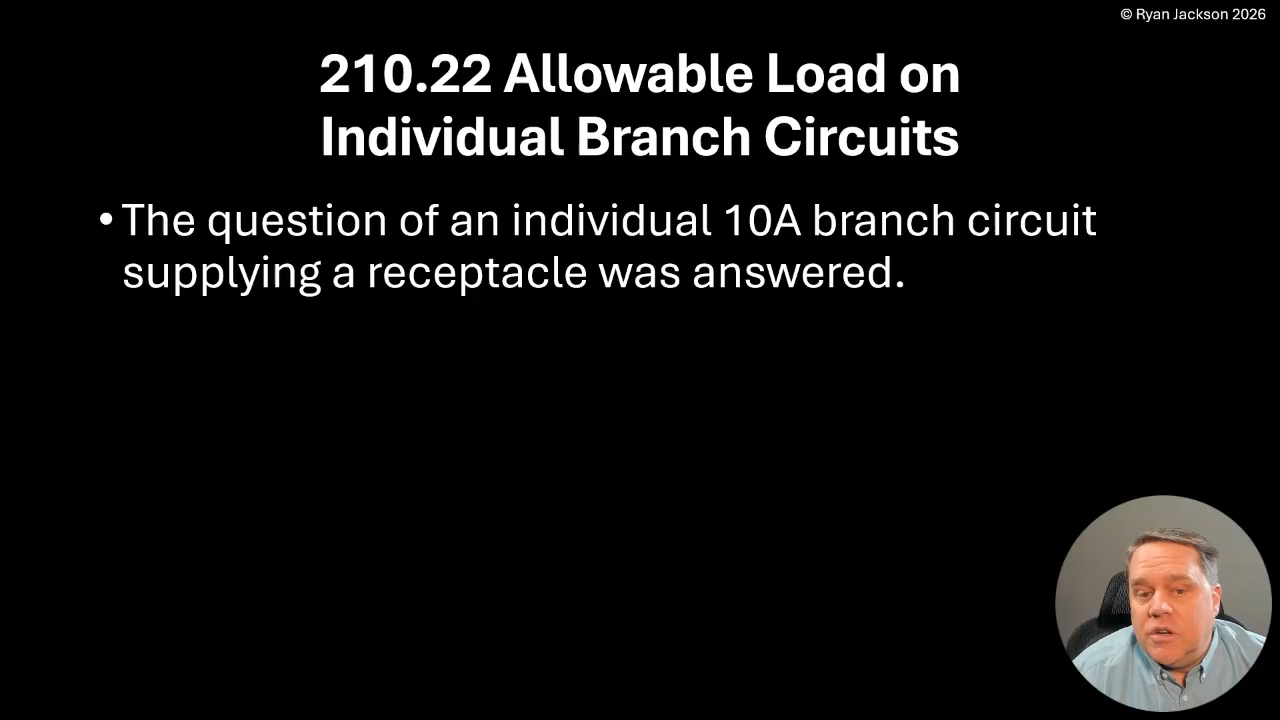 © Ryan Jackson 2026
210.22 Allowable Load on
Individual Branch Circuits
• The question of an individual 10A branch circuit
supplying a receptacle was answered.